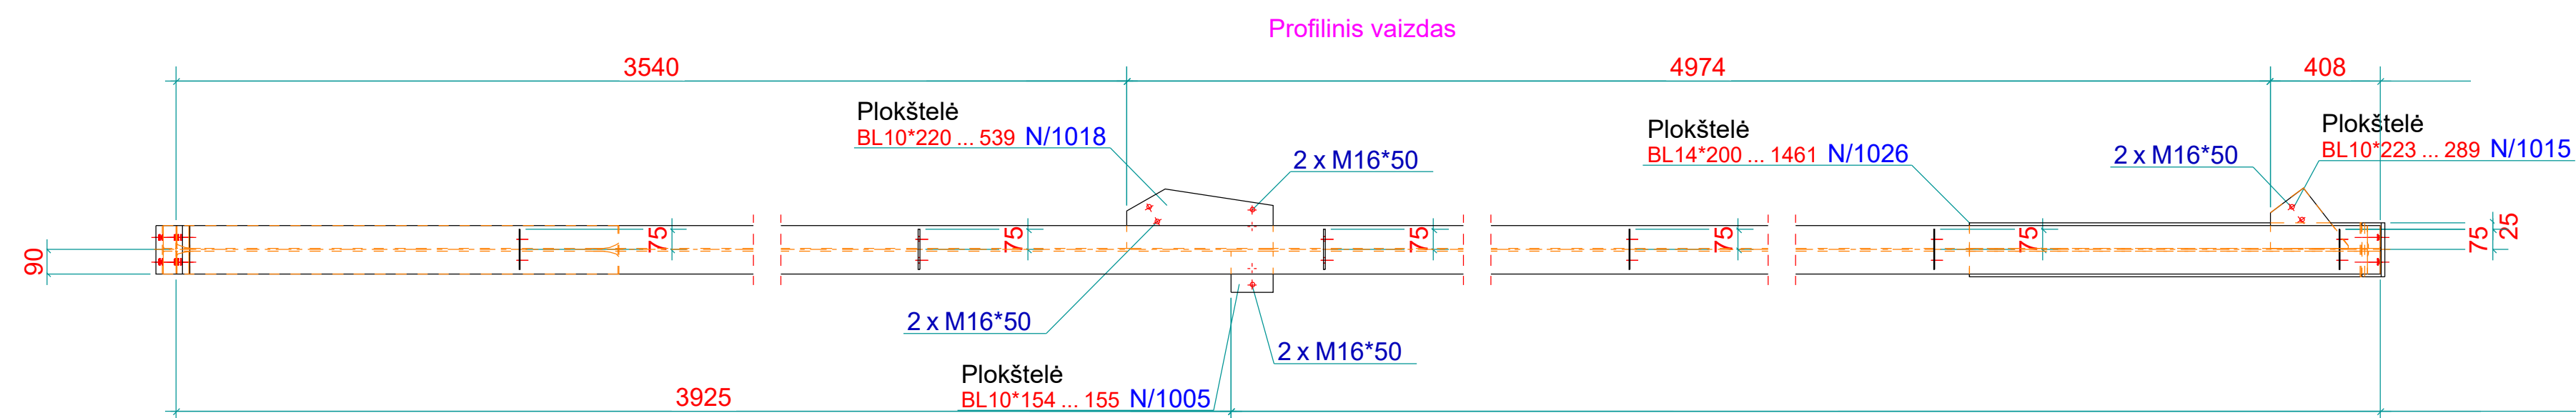 Profilinis vaizdas
3540
4974
408
Plokštelė
BL10*220 ... 539 N/1018
2 x M16*50
Plokštelė
BL14*200 ... 1461 N/1026
2 x M16*50
Plokštelė
BL10*223 ... 289 N/1015
90
75
75
75
75
75
75
25
2 x M16*50
2 x M16*50
Plokštelė
BL10*154 ... 155 N/1005
3925